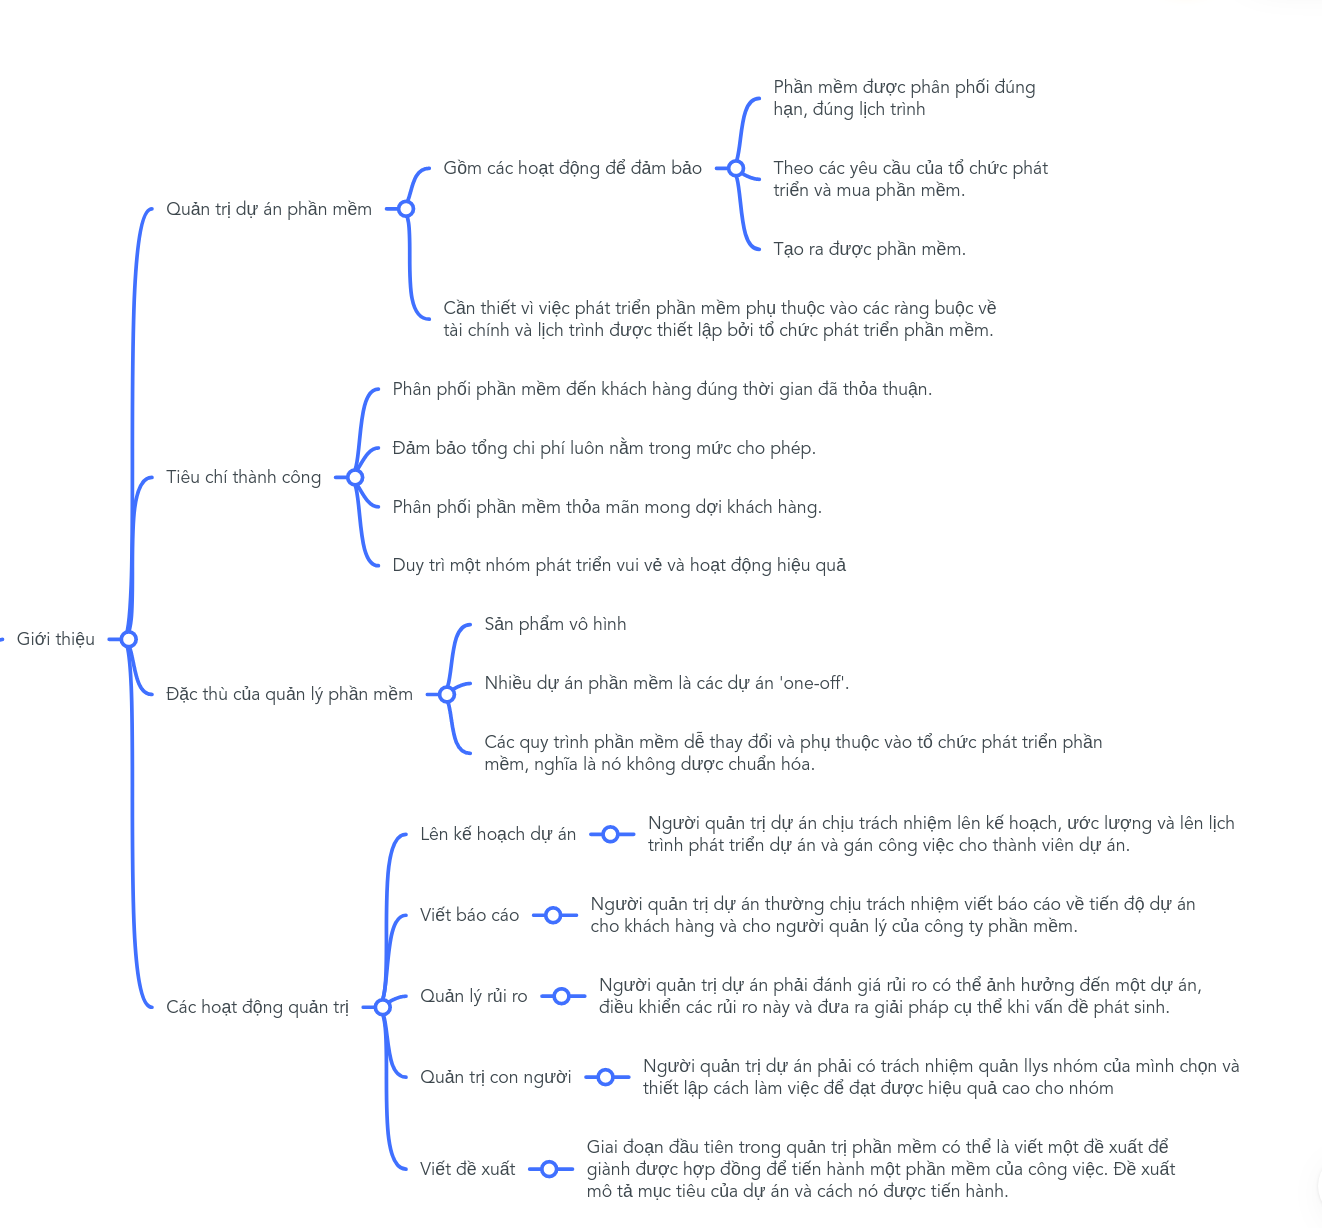 Phần mềm được phân phối đúng
hạn, đúng lịch trình
Gồm các hoạt động để đảm bảo
Theo các yêu cầu của tổ chức phát
triển và mua phần mềm.
Quản trị dự án phần mềm
Tạo ra được phần mềm.
Cần thiết vì việc phát triển phần mềm phụ thuộc vào các ràng buộc về
tài chính và lịch trình được thiết lập bởi tổ chức phát triển phần mềm.
Phân phối phần mềm đến khách hàng đúng thời gian đã thỏa thuận.
Đảm bảo tổng chi phí luôn nằm trong mức cho phép.
Tiêu chí thành công
Phân phối phần mềm thỏa mãn mong dợi khách hàng.
Duy trì một nhóm phát triển vui vẻ và hoạt động hiệu quả
Giới thiệu
Sản phẩm vô hình
Nhiều dự án phần mềm là các dự án 'one-off'.
Đặc thù của quản lý phần mềm
Các quy trình phần mềm dễ thay đổi và phụ thuộc vào tổ chức phát triển phần
mềm, nghĩa là nó không dược chuẩn hóa.
Lên kế hoạch dự án
Người quản trị dự án chịu trách nhiệm lên kế hoạch, ước lượng và lên lịch
trình phát triển dự án và gán công việc cho thành viên dự án.
Viết báo cáo
Người quản trị dự án thường chịu trách nhiệm viết báo cáo về tiến độ dự án
cho khách hàng và cho người quản lý của công ty phần mềm.
Các hoạt động quản trị
Quản lý rủi ro
Người quản trị dự án phải đánh giá rủi ro có thể ảnh hưởng đến một dự án,
điều khiển các rủi ro này và đưa ra giải pháp cụ thể khi vấn đề phát sinh.
Quản trị con người
Người quản trị dự án phải có trách nhiệm quản llys nhóm của mình chọn và
thiết lập cách làm việc để đạt được hiệu quả cao cho nhóm
Viết đề xuất
Giai đoạn đầu tiên trong quản trị phần mềm có thể là viết một đề xuất để
giành được hợp đồng để tiến hành một phần mềm của công việc. Đề xuất
mô tả mục tiêu của dự án và cách nó được tiến hành.